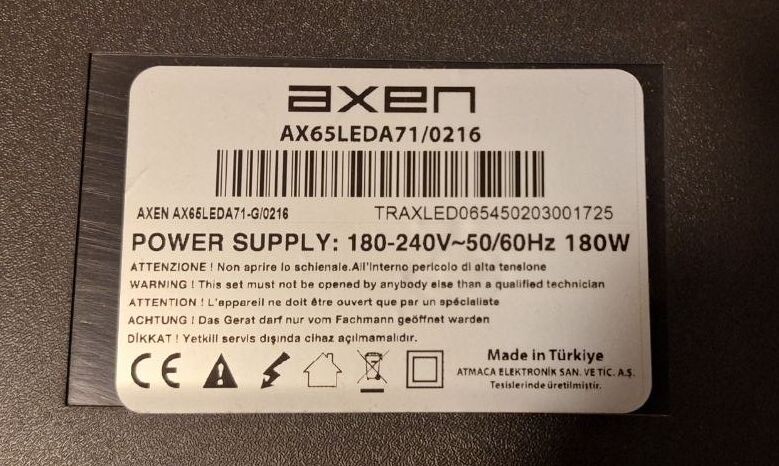 axen
AX65LEDA71/0216
AXEN AX65LEDA71-G/0216 TRAXLED065450203001725
POWER SUPPLY: 180-240V~50/60Hz 180W
ATTENZIONE ! Non aprire lo schienale.All'interno pericolo di alta tensione
WARNING ! This set must not be opened by anybody else than a qualified technician
ATTENTION ! L'appareil ne doit être ouvert que par un spécialiste
ACHTUNG ! Das Gerat darf nur vom Fachmann geöffnet warden
DİKKAT ! Yetkili servis dışında cihaz açılmamalıdır.
CE
Made in Türkiye
ATMACA ELEKTRONİK SAN. VE TİC. A.Ş.
Tesislerinde üretilmiştir.